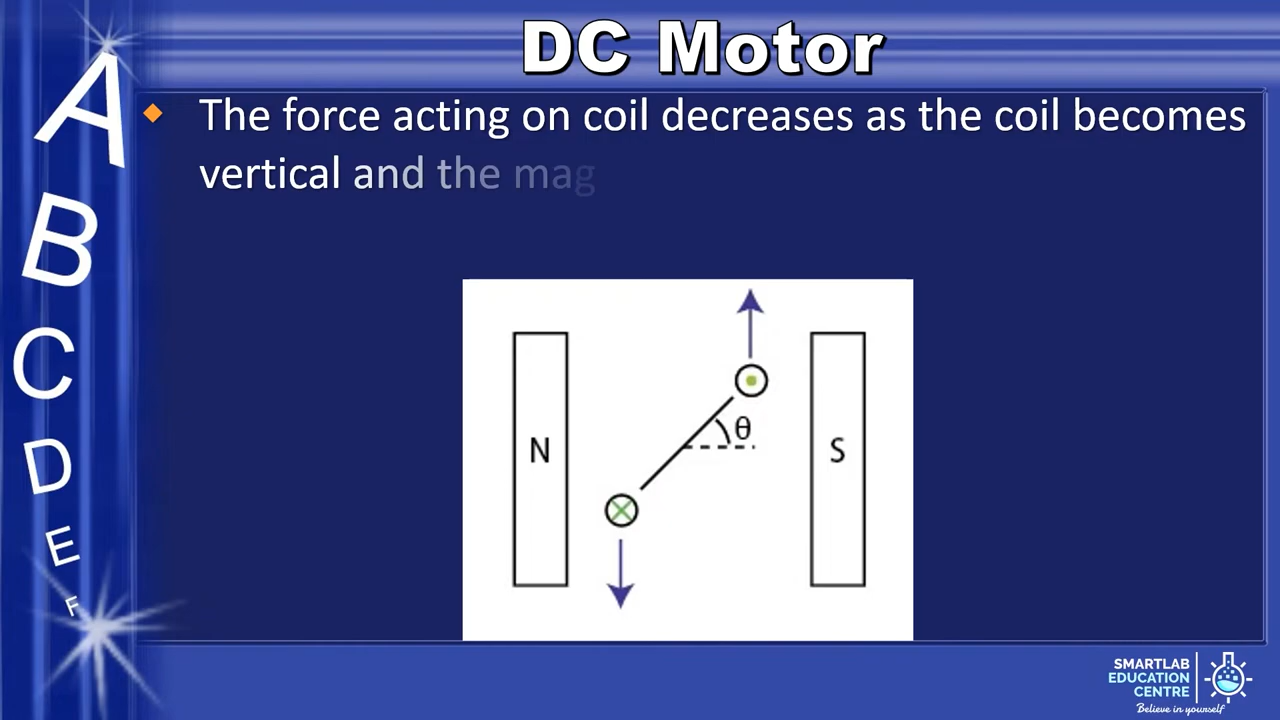 DC Motor
The force acting on coil decreases as the coil becomes
vertical and the mag
A
B
C
D
E
F
N
θ
S
SMARTLAB
EDUCATION
CENTRE
Believe in yourself